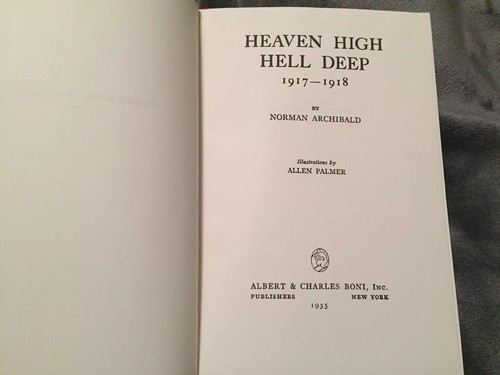 HEAVEN HIGH
HELL DEEP
1917—1918
BY
NORMAN ARCHIBALD
Illustrations by
ALLEN PALMER
ALBERT & CHARLES BONI, INC.
PUBLISHERS NEW YORK
1935